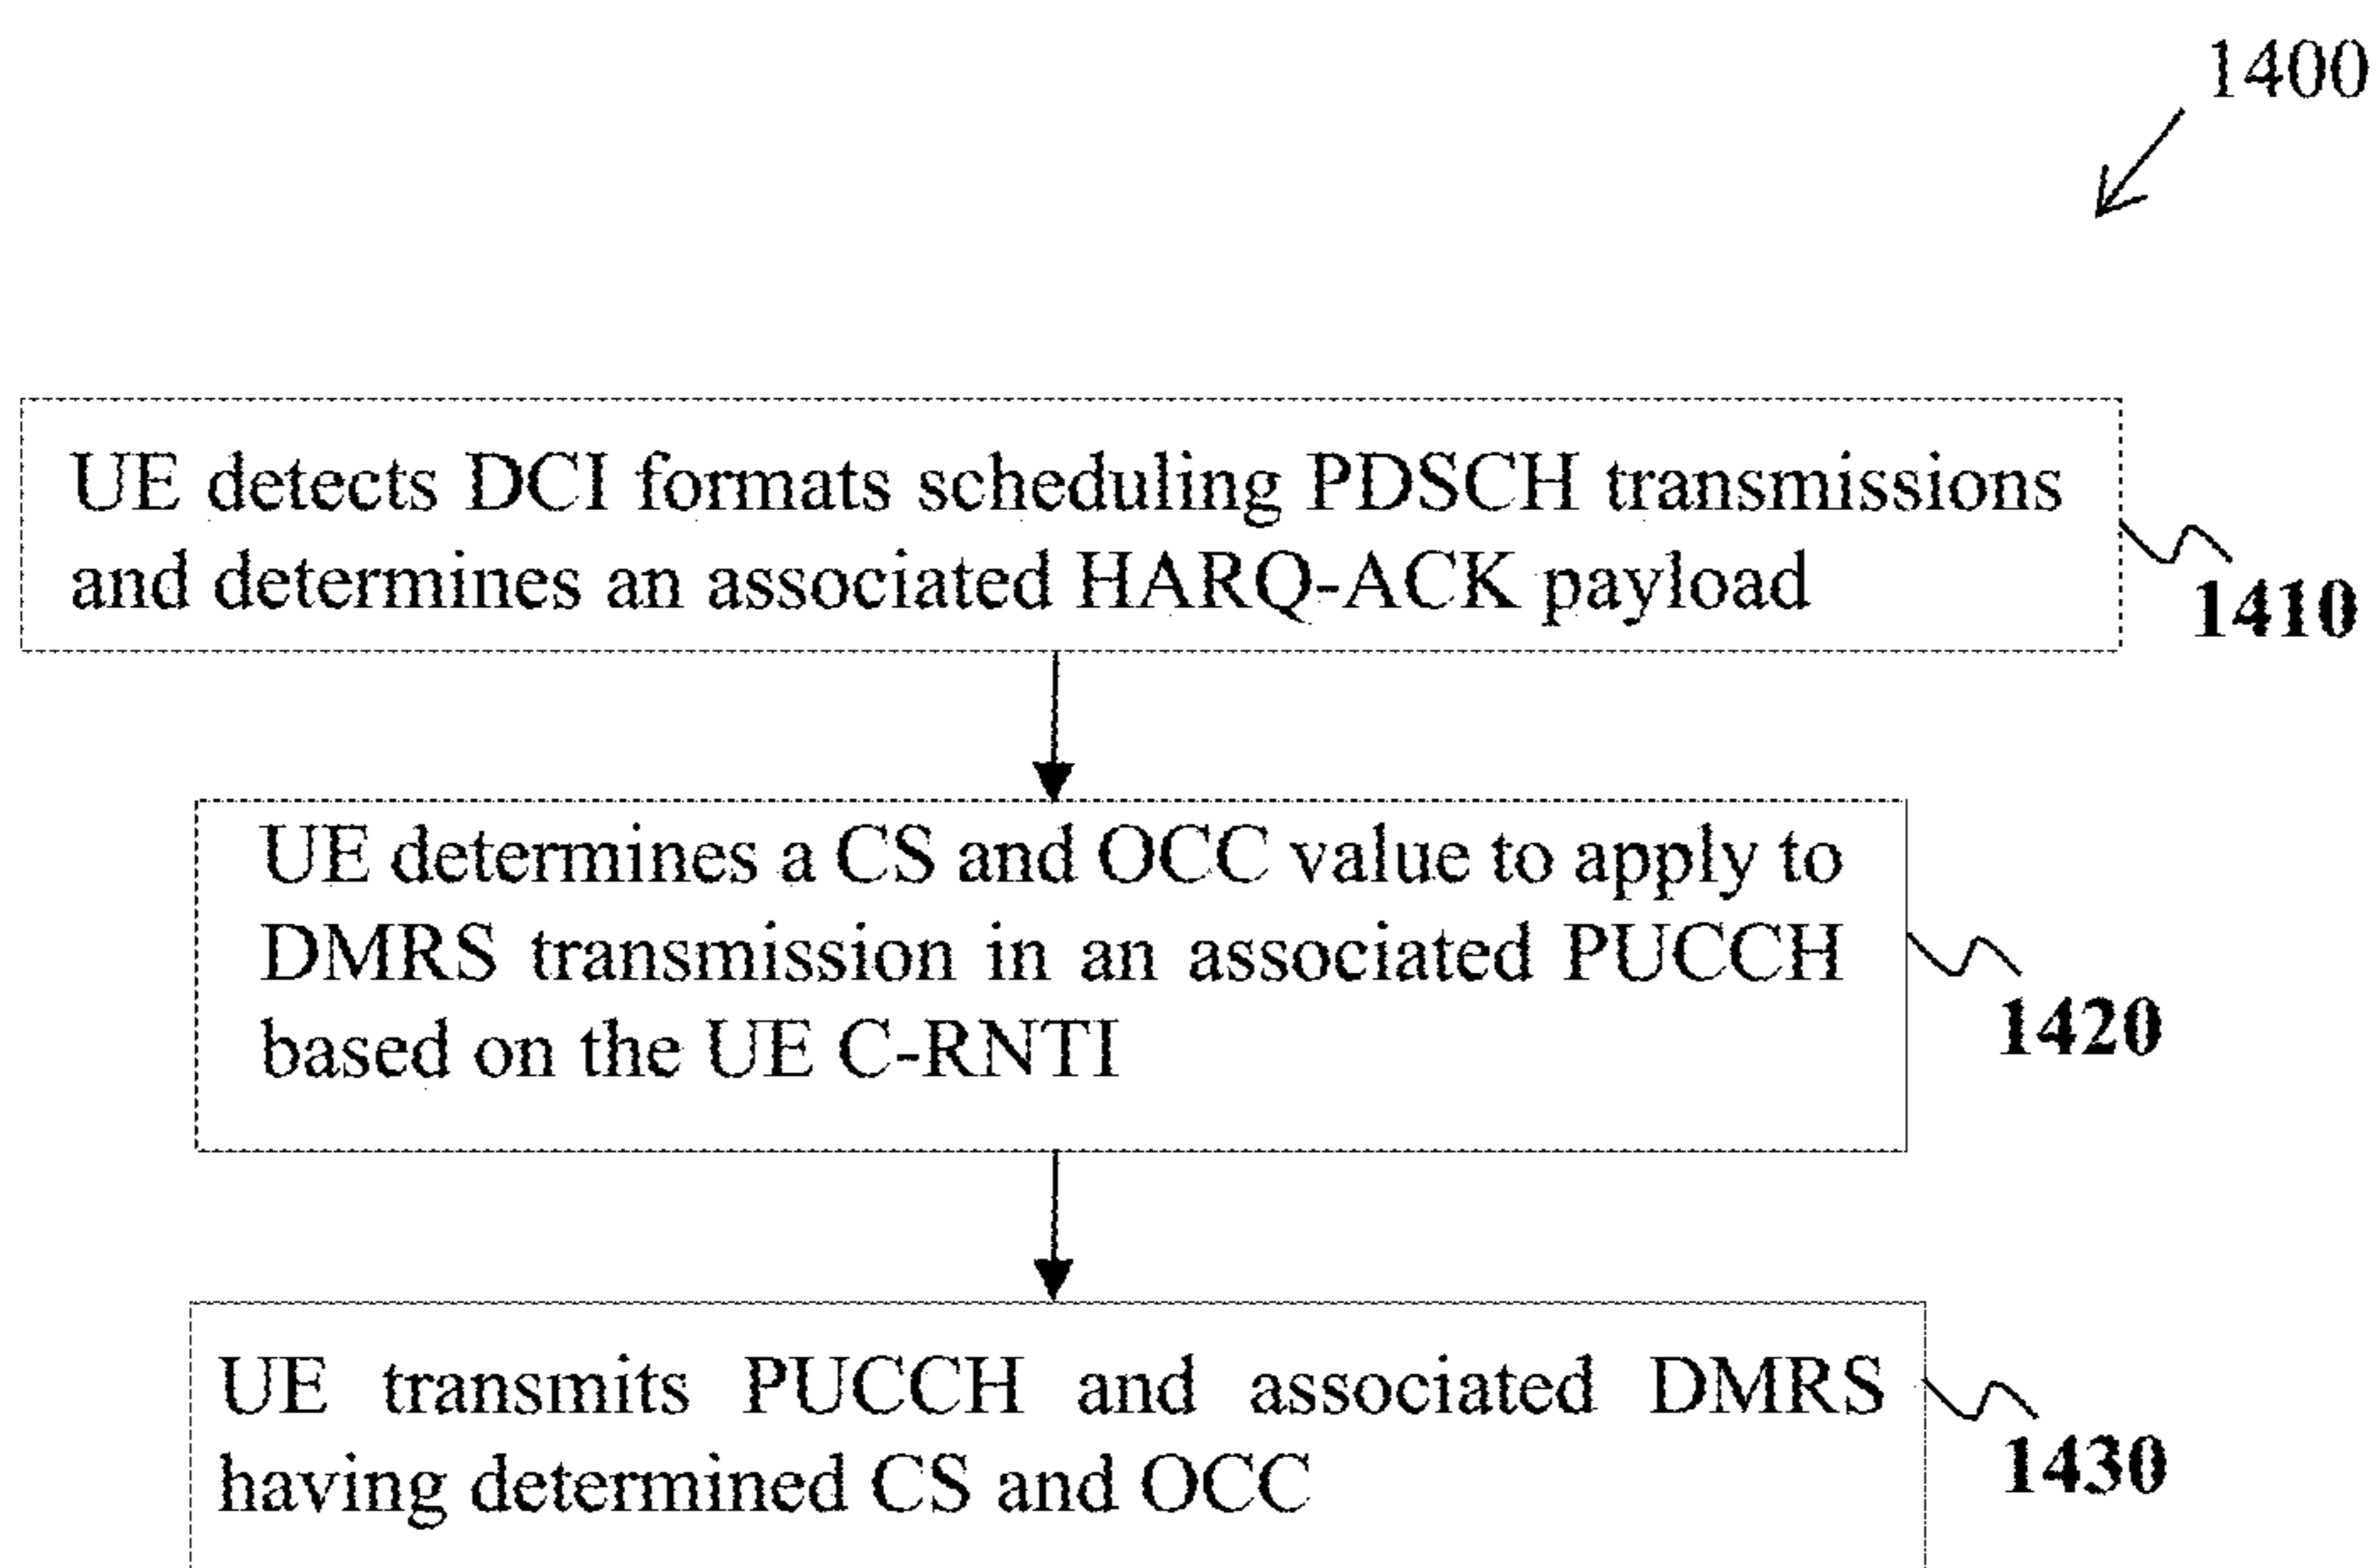 1400
UE detects DCI formats scheduling PDSCH transmissions
and determines an associated HARQ-ACK payload
1410
UE determines a CS and OCC value to apply to
DMRS transmission in an associated PUCCH
based on the UE C-RNTI
1420
UE transmits PUCCH and associated DMRS
having determined CS and OCC
1430